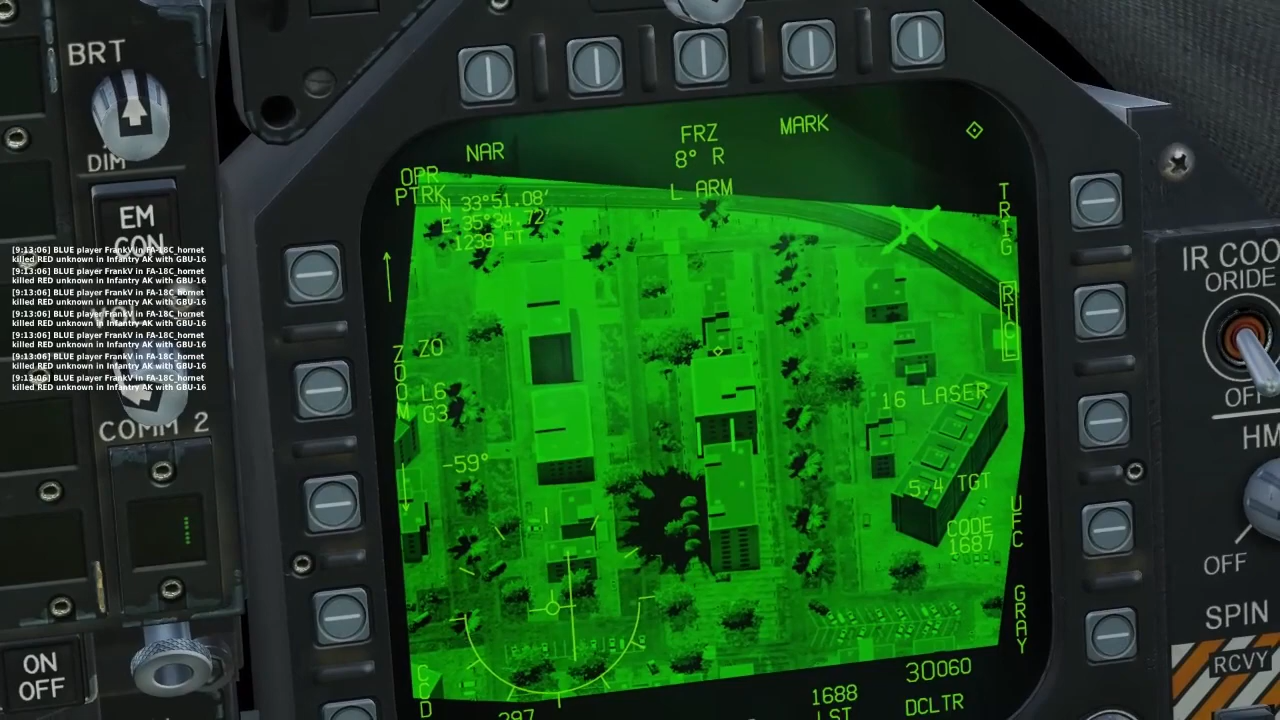 BRT
DIM
EM
CON
[9:13:06] BLUE player FrankV in FA-18C_hornet
killed RED unknown in Infantry AK with GBU-16
[9:13:06] BLUE player FrankV in FA-18C_hornet
killed RED unknown in Infantry AK with GBU-16
[9:13:06] BLUE player FrankV in FA-18C_hornet
killed RED unknown in Infantry AK with GBU-16
[9:13:06] BLUE player FrankV in FA-18C_hornet
killed RED unknown in Infantry AK with GBU-16
[9:13:06] BLUE player FrankV in FA-18C_hornet
killed RED unknown in Infantry AK with GBU-16
[9:13:06] BLUE player FrankV in FA-18C_hornet
killed RED unknown in Infantry AK with GBU-16
[9:13:06] BLUE player FrankV in FA-18C_hornet
killed RED unknown in Infantry AK with GBU-16
COMM 2
ON
OFF
NAR
FRZ
MARK
8° R
OPR
PTRK
L ARM
N 33°51.08'
E 35°34.72'
1239 FT
TRIG
RTCL
ZOOM
Z0
L6
G3
16 LASER
-59°
5.4 TGT
CODE
1687
UFC
GRAY
CCD
297
1688
LST
30060
DCLTR
IR COO
ORIDE
OFF
HM
OFF
SPIN
RCVY